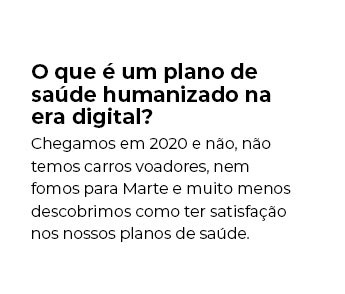 O que é um plano de
saúde humanizado na
era digital?
Chegamos em 2020 e não, não
temos carros voadores, nem
fomos para Marte e muito menos
descobrimos como ter satisfação
nos nossos planos de saúde.